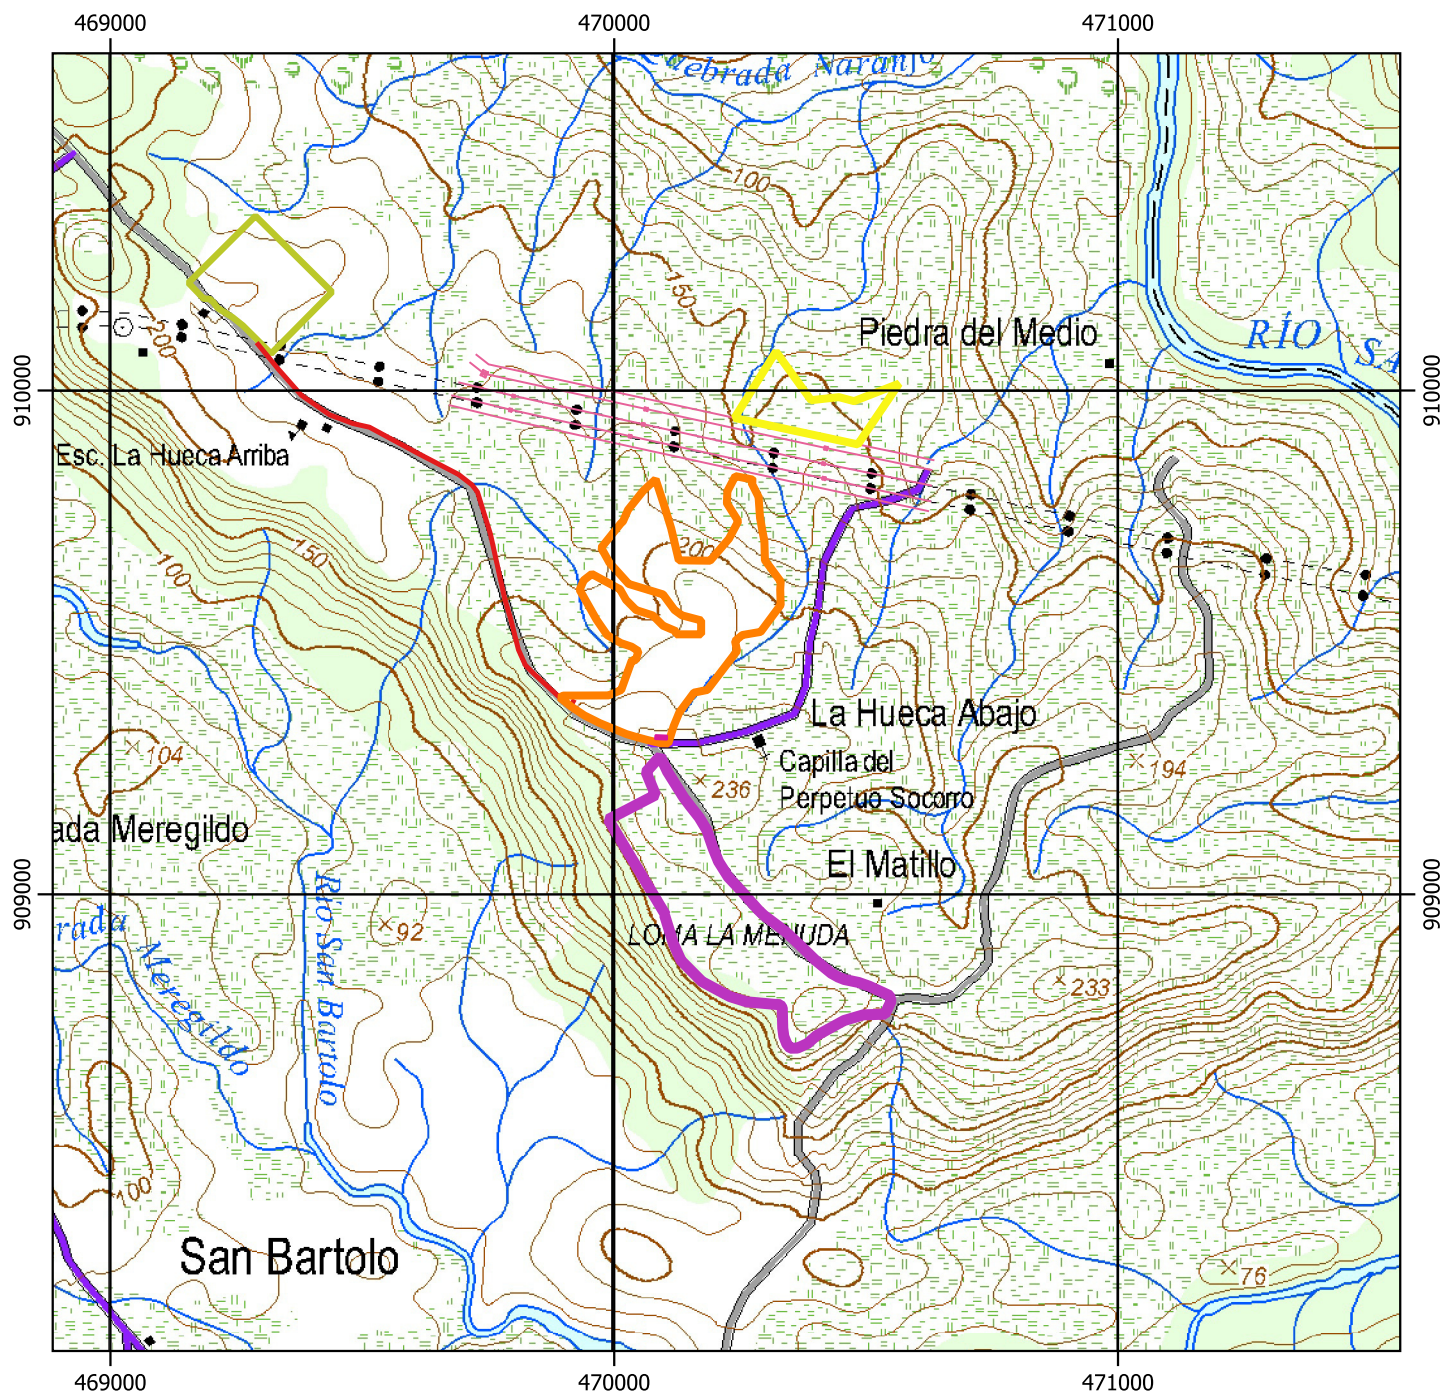 469000
470000
471000
Quebrada Naranjo
100
150
Piedra del Medio
RÍO SA
200
910000
910000
Esc. La Hueca Arriba
150
100
200
La Hueca Abajo
104
194
236
Capilla del
Perpetuo Socorro
ada Meregildo
El Matillo
909000
909000
rada Meregildo
Río San Bartolo
92
LOMA LA MENUDA
233
100
San Bartolo
76
469000
470000
471000